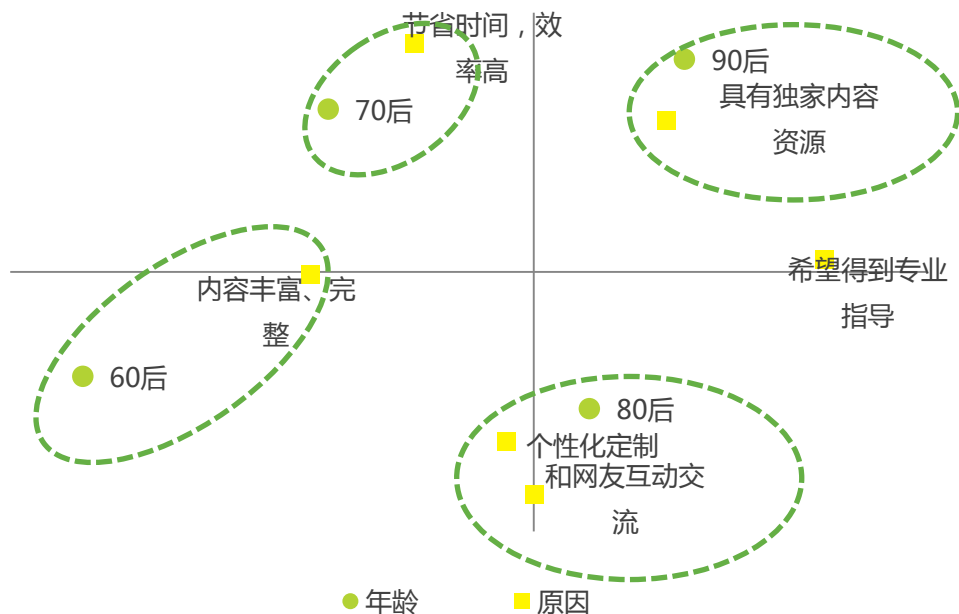 节省时间，效
率高
90后
70后
具有独家内容
资源
希望得到专业
指导
内容丰富、完
整
60后
80后
个性化定制
和网友互动交
流
年龄
原因